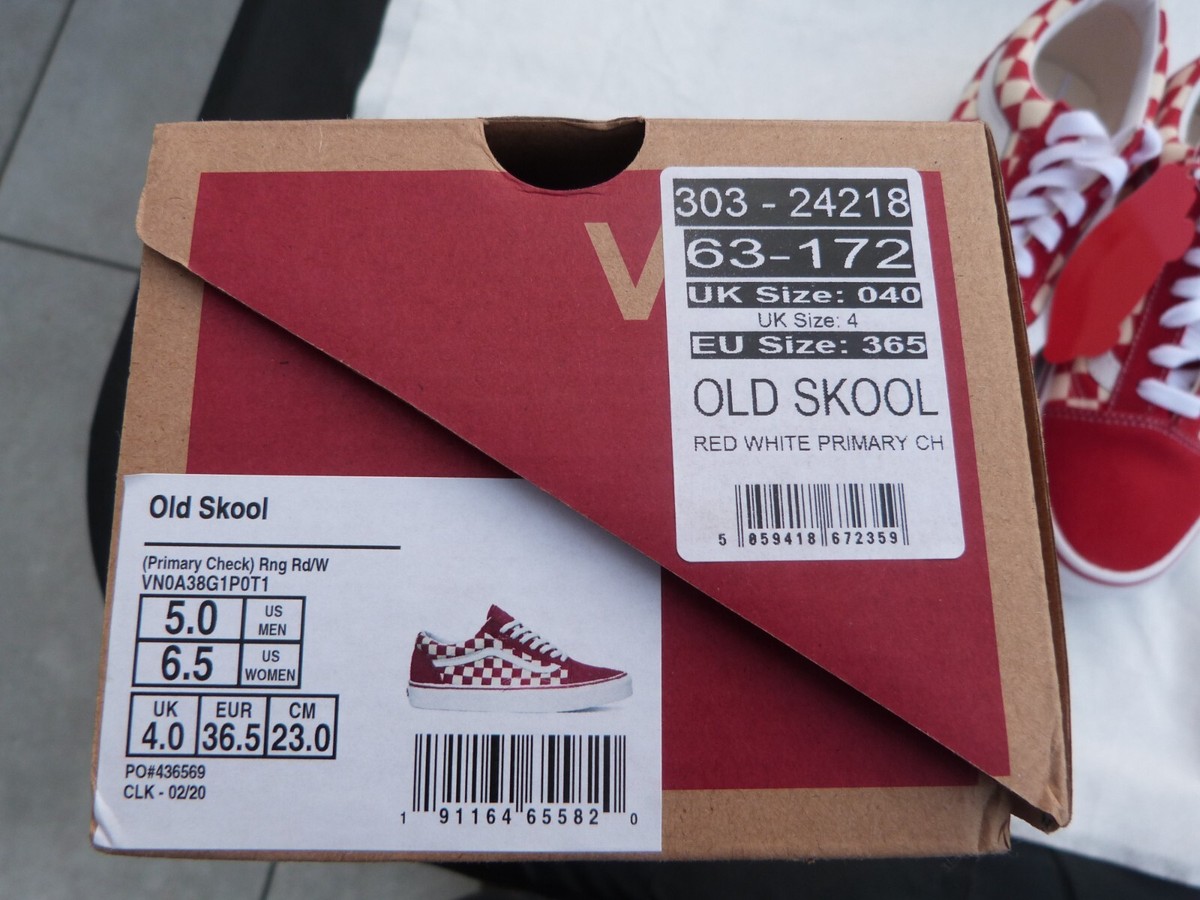 V
303 - 24218
63-172
UK Size: 040
UK Size: 4
EU Size: 365
OLD SKOOL
RED WHITE PRIMARY CH
5 059418 672359
Old Skool
(Primary Check) Rng Rd/W
VN0A38G1P0T1
5.0 US MEN
6.5 US WOMEN
UK EUR CM
4.0 36.5 23.0
PO#436569
CLK - 02/20
1 91164 65582 0